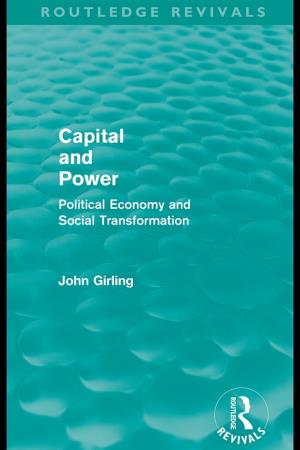 ROUTLEDGE REVIVALS
Capital
and
Power
Political Economy and
Social Transformation
John Girling
ROUTLEDGE
REVIVALS